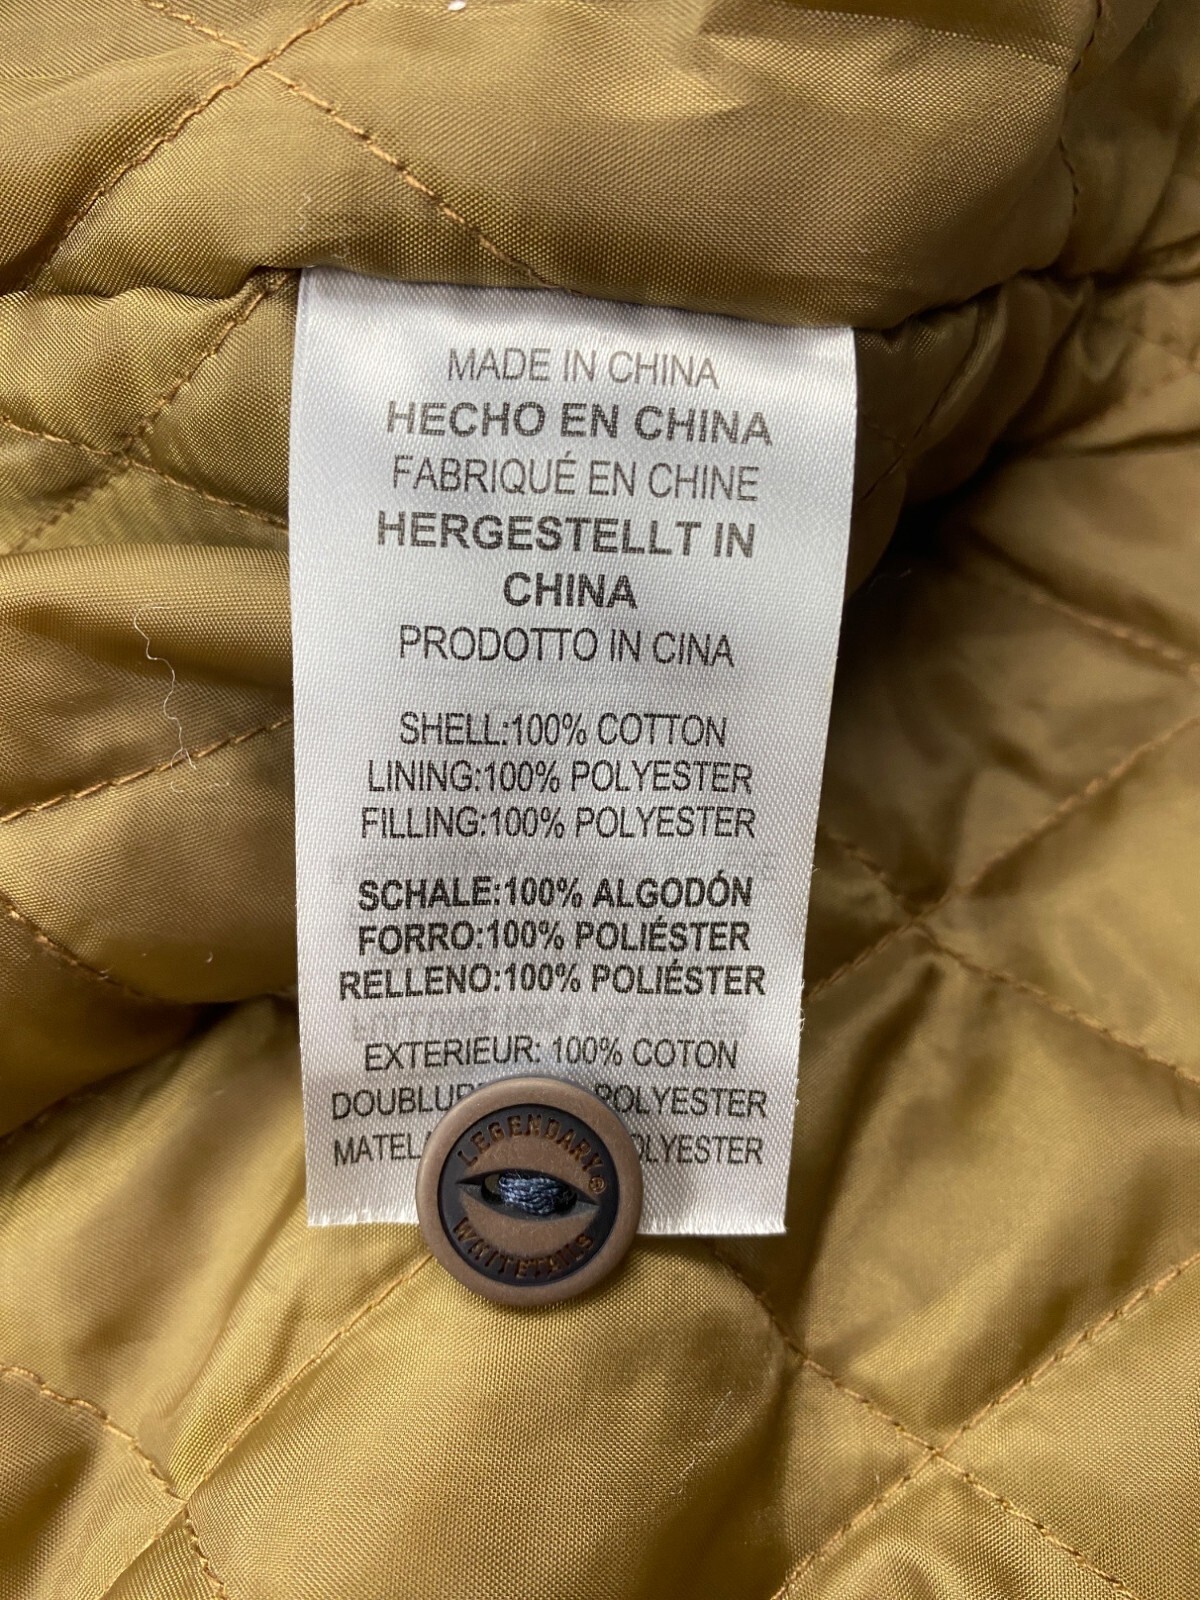 MADE IN CHINA
HECHO EN CHINA
FABRIQUÉ EN CHINE
HERGESTELLT IN
CHINA
PRODOTTO IN CINA
SHELL:100% COTTON
LINING:100% POLYESTER
FILLING:100% POLYESTER
SCHALE:100% ALGODÓN
FORRO:100% POLIÉSTER
RELLENO:100% POLIÉSTER
EXTERIEUR: 100% COTON
POLYESTER
POLYESTER
LEGENDARY®
WHITETAILS